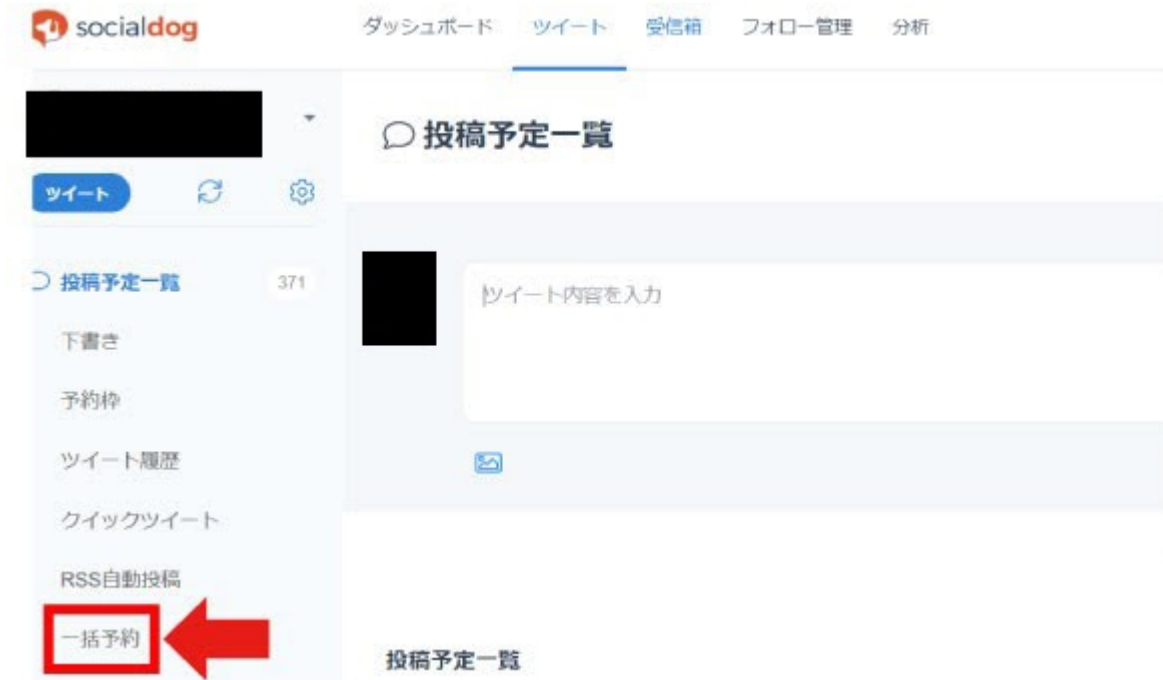 socialdog
ダッシュボード ツイート 受信箱 フォロー管理 分析
投稿予定一覧
ツイート
投稿予定一覧 371
ツイート内容を入力
下書き
予約枠
ツイート履歴
クイックツイート
RSS自動投稿
一括予約
投稿予定一覧